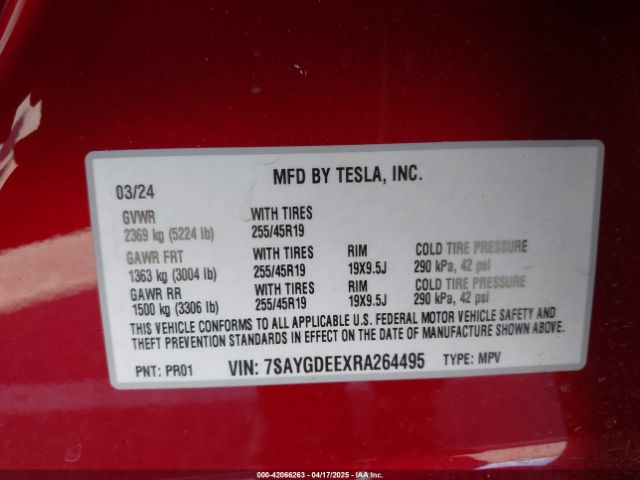 MFD BY TESLA, INC.
03/24
GVWR WITH TIRES
2369 kg (5224 lb) 255/45R19
GAWR FRT WITH TIRES RIM COLD TIRE PRESSURE
1363 kg (3004 lb) 255/45R19 19X9.5J 290 kPa, 42 psi
GAWR RR WITH TIRES RIM COLD TIRE PRESSURE
1500 kg (3306 lb) 255/45R19 19X9.5J 290 kPa, 42 psi
THIS VEHICLE CONFORMS TO ALL APPLICABLE U.S. FEDERAL MOTOR VEHICLE SAFETY AND
THEFT PREVENTION STANDARDS IN EFFECT ON THE DATE OF MANUFACTURE SHOWN ABOVE.
PNT: PR01 VIN: 7SAYGDEEXRA264495 TYPE: MPV
000-42066263 - 04/17/2025 - IAA Inc.